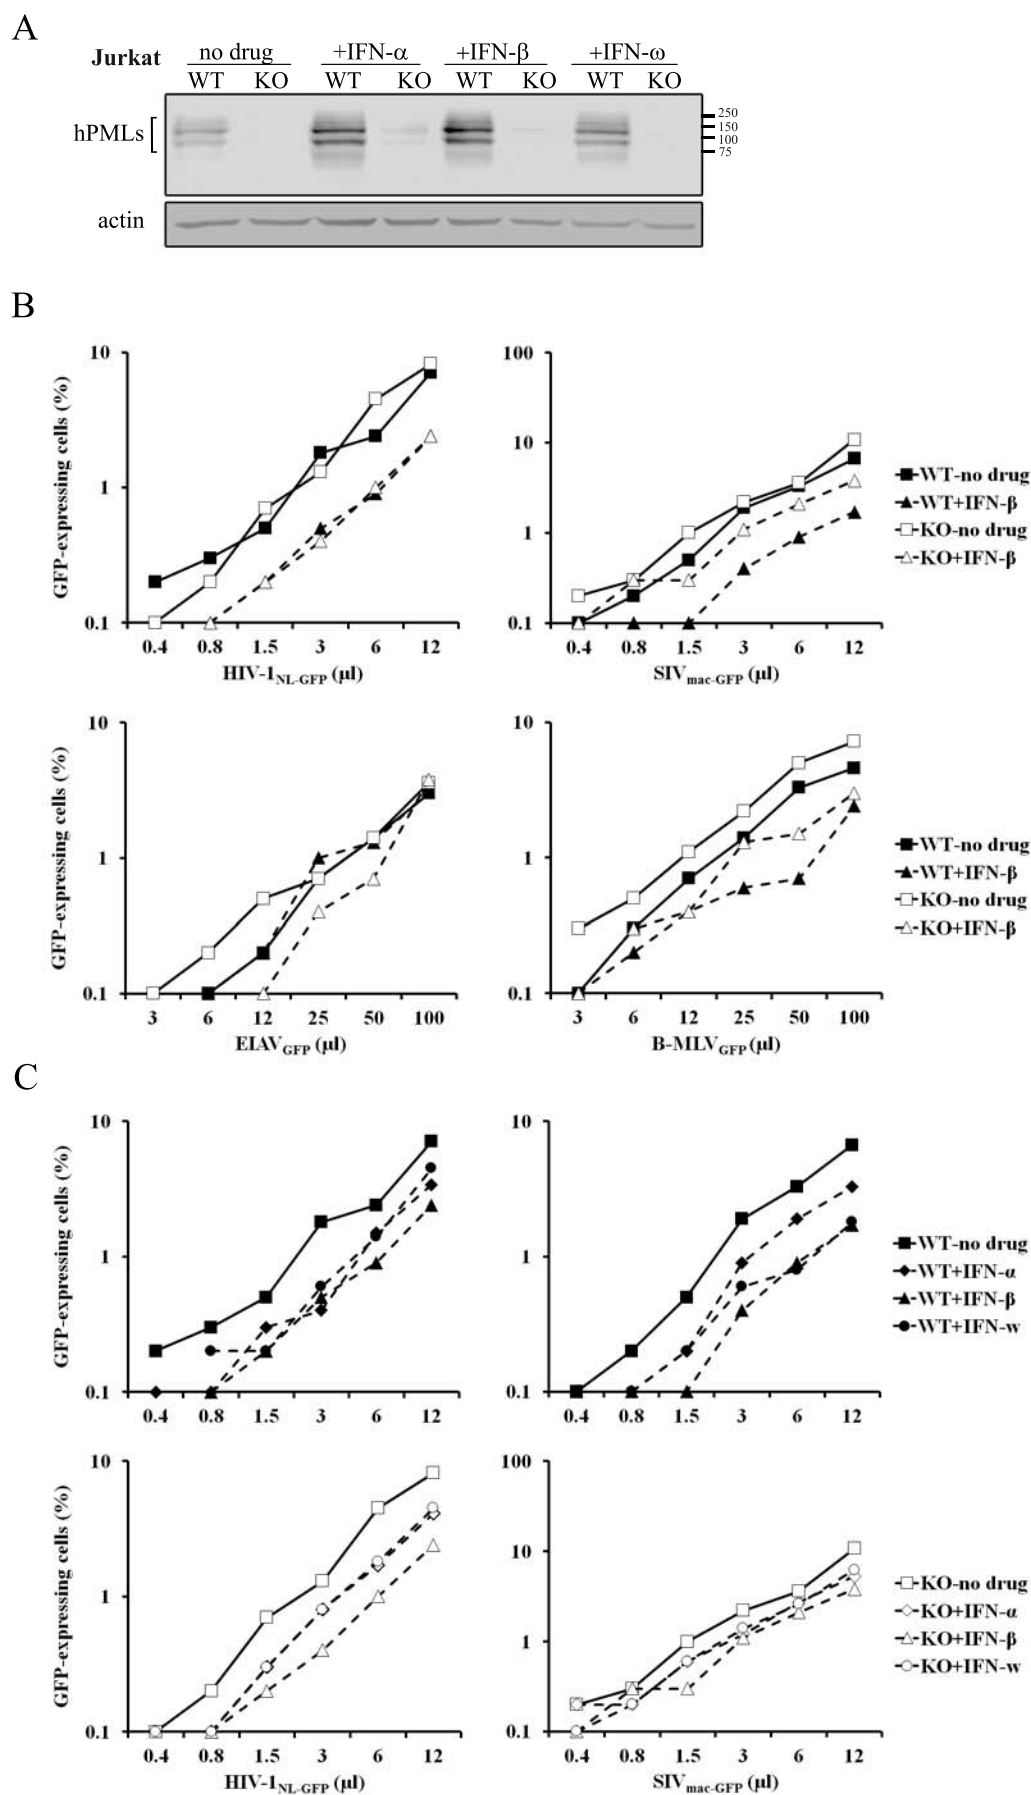 A
Jurkat
no drug +IFN-α +IFN-β +IFN-ω
WT KO WT KO WT KO WT KO
hPMLs
250
150
100
75
actin
B
GFP-expressing cells (%)
10
1
0.1
0.4 0.8 1.5 3 6 12
HIV-1NL-GFP (µl)
100
10
1
0.1
0.4 0.8 1.5 3 6 12
SIVmac-GFP (µl)
WT-no drug
WT+IFN-β
KO-no drug
KO+IFN-β
GFP-expressing cells (%)
10
1
0.1
3 6 12 25 50 100
EIAVGFP (µl)
10
1
0.1
3 6 12 25 50 100
B-MLVGFP (µl)
WT-no drug
WT+IFN-β
KO-no drug
KO+IFN-β
C
GFP-expressing cells (%)
10
1
0.1
0.4 0.8 1.5 3 6 12
10
1
0.1
0.4 0.8 1.5 3 6 12
WT-no drug
WT+IFN-α
WT+IFN-β
WT+IFN-w
GFP-expressing cells (%)
10
1
0.1
0.4 0.8 1.5 3 6 12
HIV-1NL-GFP (µl)
100
10
1
0.1
0.4 0.8 1.5 3 6 12
SIVmac-GFP (µl)
KO-no drug
KO+IFN-α
KO+IFN-β
KO+IFN-w